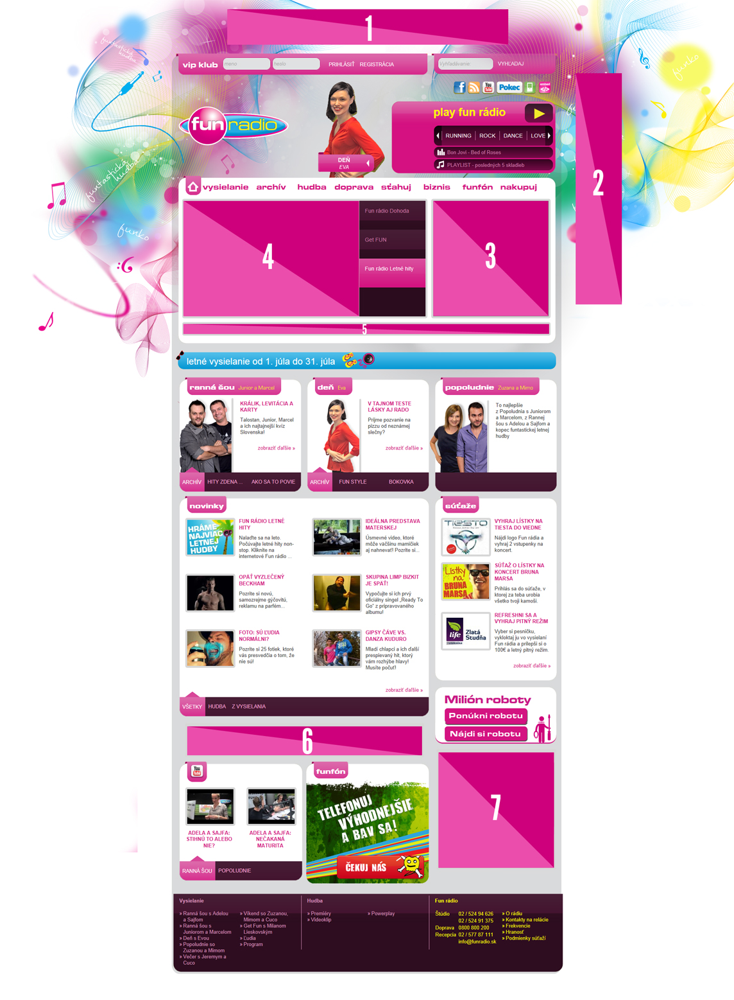 1
funtastická
hudba
funko
vip klub
meno
heslo
PRIHLÁSIŤ
REGISTRÁCIA
Vyhľadávanie
VYHĽADAJ
You
Tube
Pokec
embed
</>
fun radio
play fun rádio
RUNNING
ROCK
DANCE
LOVE
Bon Jovi - Bed of Roses
PLAYLIST - posledných 5 skladieb
DEŇ
EVA
2
funtastická
hudba
funko
vysielanie
archív
hudba
doprava
sťahuj
biznis
funfón
nakupuj
4
Fun rádio Dohoda
Get FUN
Fun rádio Letné hity
3
5
letné vysielanie od 1. júla do 31. júla
ranná šou Junior a Marcel
KRÁLIK, LEVITÁCIA A
KARTY
Talostan, Junior, Marcel
a ich najtajnejší kvíz
Slovenska!
zobraziť ďaľšie »
ARCHÍV
HITY ZDENA ...
AKO SA TO POVIE
deň Eva
V TAJNOM TESTE
LÁSKY AJ RADO
Prijme pozvanie na
pizzu od neznámej
slečny?
zobraziť ďaľšie »
ARCHÍV
FUN STYLE
BOKOVKA
popoludnie Zuzana a Mimo
To najlepšie
z Popoludnia s Juniorom
a Marcelom, z Rannej
šou s Adelou a Sajfom a
kopec funtastickej letnej
hudby
novinky
HRÁME
NAJVIAC
LETNEJ
HUDBY
FUN RÁDIO LETNÉ
HITY
Nalaďte sa na leto.
Počúvajte letné hity non-
stop. Kliknite na
internetové Fun rádio ...
IDEÁLNA PREDSTAVA
MATERSKEJ
Úsmevné video, ktoré
môže väčšinu mamičiek
aj nahnevať! Pozrite si...
OPÄŤ VYZLEČENÝ
BECKHAM
Pozrite si novú,
samozrejme gýčovitú,
reklamu na parfém...
SKUPINA LIMP BIZKIT
JE SPÄŤ!
Vypočujte si ich prvý
oficiálny singel „Ready To
Go“ z pripravovaného
albumu!
FOTO: SÚ ĽUDIA
NORMÁLNI?
Pozrite si 25 fotiek, ktoré
vás presvedčia o tom, že
nie sú!
GIPSY ČÁVE VS.
DANZA KUDURO
Mladí chlapci a ich ďalší
prespievaný hit, ktorý
vám rozhýbe hlavy!
Musíte počuť!
zobraziť ďaľšie »
VŠETKY
HUDBA
Z VYSIELANIA
súťaže
TIËSTO
VYHRAJ LÍSTKY NA
TIESTA DO VIEDNE
Nájdi logo Fun rádia a
vyhraj 2 vstupenky na
koncert.
Lístky
na
BRUNA
MARSA
SÚŤAŽ O LÍSTKY NA
KONCERT BRUNA
MARSA
Prihlás sa do súťaže, v
ktorej za teba urobia
všetko tvoji kamoši.
life
Zlatá
Studňa
REFRESHNI SA A
VYHRAJ PITNÝ REŽIM
Vyber si pesničku,
vykloktaj ju vo vysielaní
Fun rádia a prilepši si o
100€ a letný pitný režim.
zobraziť ďaľšie »
Milión roboty
Ponúkni robotu
Nájdi si robotu
6
7
You
Tube
ADELA A SAJFA:
STIHNÚ TO ALEBO
NIE?
ADELA A SAJFA:
NEČAKANÁ
MATURITA
RANNÁ ŠOU
POPOLUDNIE
funfón
TELEFONUJ
VÝHODNEJŠIE
A BAV SA!
ČEKUJ NÁS
Vysielanie
» Ranná šou s Adelou
a Sajfom
» Ranná šou s
Juniorom a Marcelom
» Deň s Evou
» Popoludnie so
Zuzanou a Mimom
» Večer s Jeremym a
Cuco
» Víkend so Zuzanou,
Mimom a Cuco
» Get Fun s Milanom
Lieskovským
» Ľudia
» Program
Hudba
» Premiéry
» Videoklip
» Powerplay
Fun rádio
Štúdio 02 / 524 94 626
02 / 524 91 375
Doprava 0800 800 200
Recepcia 02 / 577 87 111
info@funradio.sk
» O rádiu
» Kontakty na relácie
» Frekvencie
» Hranosť
» Podmienky súťaží